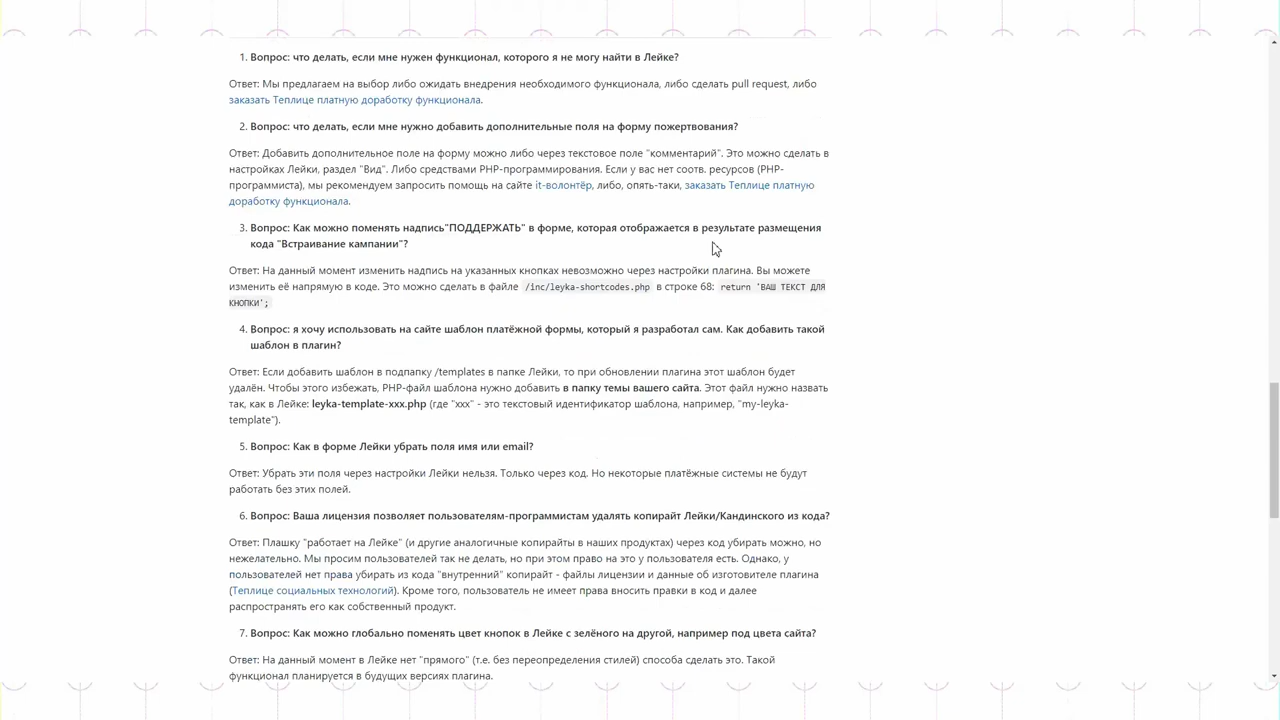 1. Вопрос: что делать, если мне нужен функционал, которого я не могу найти в Лейке?
Ответ: Мы предлагаем на выбор либо ожидать внедрения необходимого функционала, либо сделать pull request, либо
заказать Теплице платную доработку функционала.
2. Вопрос: что делать, если мне нужно добавить дополнительные поля на форму пожертвования?
Ответ: Добавить дополнительное поле на форму можно либо через текстовое поле "комментарий". Это можно сделать в
настройках Лейки, раздел "Вид". Либо средствами PHP-программирования. Если у вас нет соотв. ресурсов (PHP-
программиста), мы рекомендуем запросить помощь на сайте it-волонтёр, либо, опять-таки, заказать Теплице платную
доработку функционала.
3. Вопрос: Как можно поменять надпись"ПОДДЕРЖАТЬ" в форме, которая отображается в результате размещения
кода "Встраивание кампании"?
Ответ: На данный момент изменить надпись на указанных кнопках невозможно через настройки плагина. Вы можете
изменить её напрямую в коде. Это можно сделать в файле /inc/leyka-shortcodes.php в строке 68: return 'ВАШ ТЕКСТ ДЛЯ
КНОПКИ';
4. Вопрос: я хочу использовать на сайте шаблон платёжной формы, который я разработал сам. Как добавить такой
шаблон в плагин?
Ответ: Если добавить шаблон в подпапку /templates в папке Лейки, то при обновлении плагина этот шаблон будет
удалён. Чтобы этого избежать, PHP-файл шаблона нужно добавить в папку темы вашего сайта. Этот файл нужно назвать
так, как в Лейке: leyka-template-xxx.php (где "xxx" - это текстовый идентификатор шаблона, например, "my-leyka-
template").
5. Вопрос: Как в форме Лейки убрать поля имя или email?
Ответ: Убрать эти поля через настройки Лейки нельзя. Только через код. Но некоторые платёжные системы не будут
работать без этих полей.
6. Вопрос: Ваша лицензия позволяет пользователям-программистам удалять копирайт Лейки/Кандинского из кода?
Ответ: Плашку "работает на Лейке" (и другие аналогичные копирайты в наших продуктах) через код убирать можно, но
нежелательно. Мы просим пользователей так не делать, но при этом право на это у пользователя есть. Однако, у
пользователей нет права убирать из кода "внутренний" копирайт - файлы лицензии и данные об изготовителе плагина
(Теплице социальных технологий). Кроме того, пользователь не имеет права вносить правки в код и далее
распространять его как собственный продукт.
7. Вопрос: Как можно глобально поменять цвет кнопок в Лейке с зелёного на другой, например под цвета сайта?
Ответ: На данный момент в Лейке нет "прямого" (т.е. без переопределения стилей) способа сделать это. Такой
функционал планируется в будущих версиях плагина.